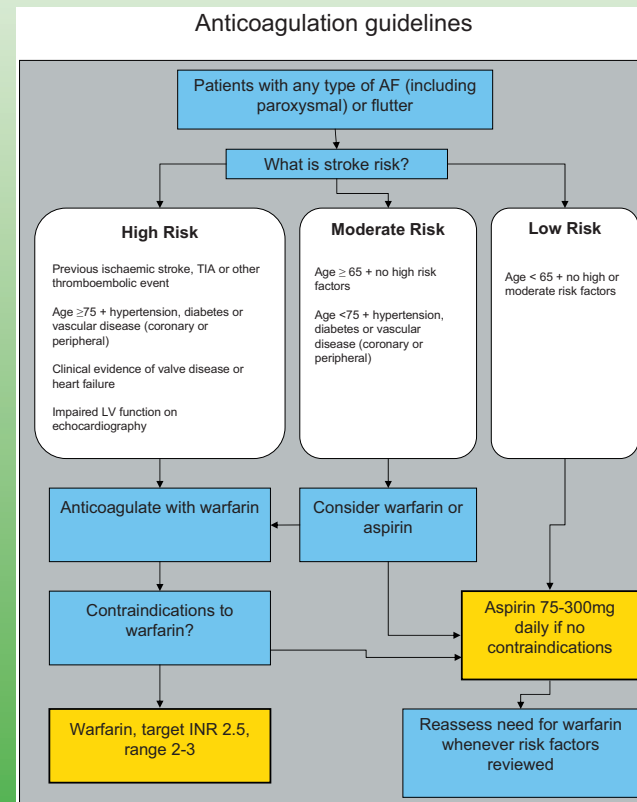 Anticoagulation guidelines
Patients with any type of AF (including
paroxysmal) or flutter
What is stroke risk?
High Risk
Previous ischaemic stroke, TIA or other
thromboembolic event
Age ≥75 + hypertension, diabetes or
vascular disease (coronary or
peripheral)
Clinical evidence of valve disease or
heart failure
Impaired LV function on
echocardiography
Moderate Risk
Age ≥ 65 + no high risk
factors
Age <75 + hypertension,
diabetes or vascular
disease (coronary or
peripheral)
Low Risk
Age < 65 + no high or
moderate risk factors
Anticoagulate with warfarin
Consider warfarin or
aspirin
Contraindications to
warfarin?
Aspirin 75-300mg
daily if no
contraindications
Warfarin, target INR 2.5,
range 2-3
Reassess need for warfarin
whenever risk factors
reviewed